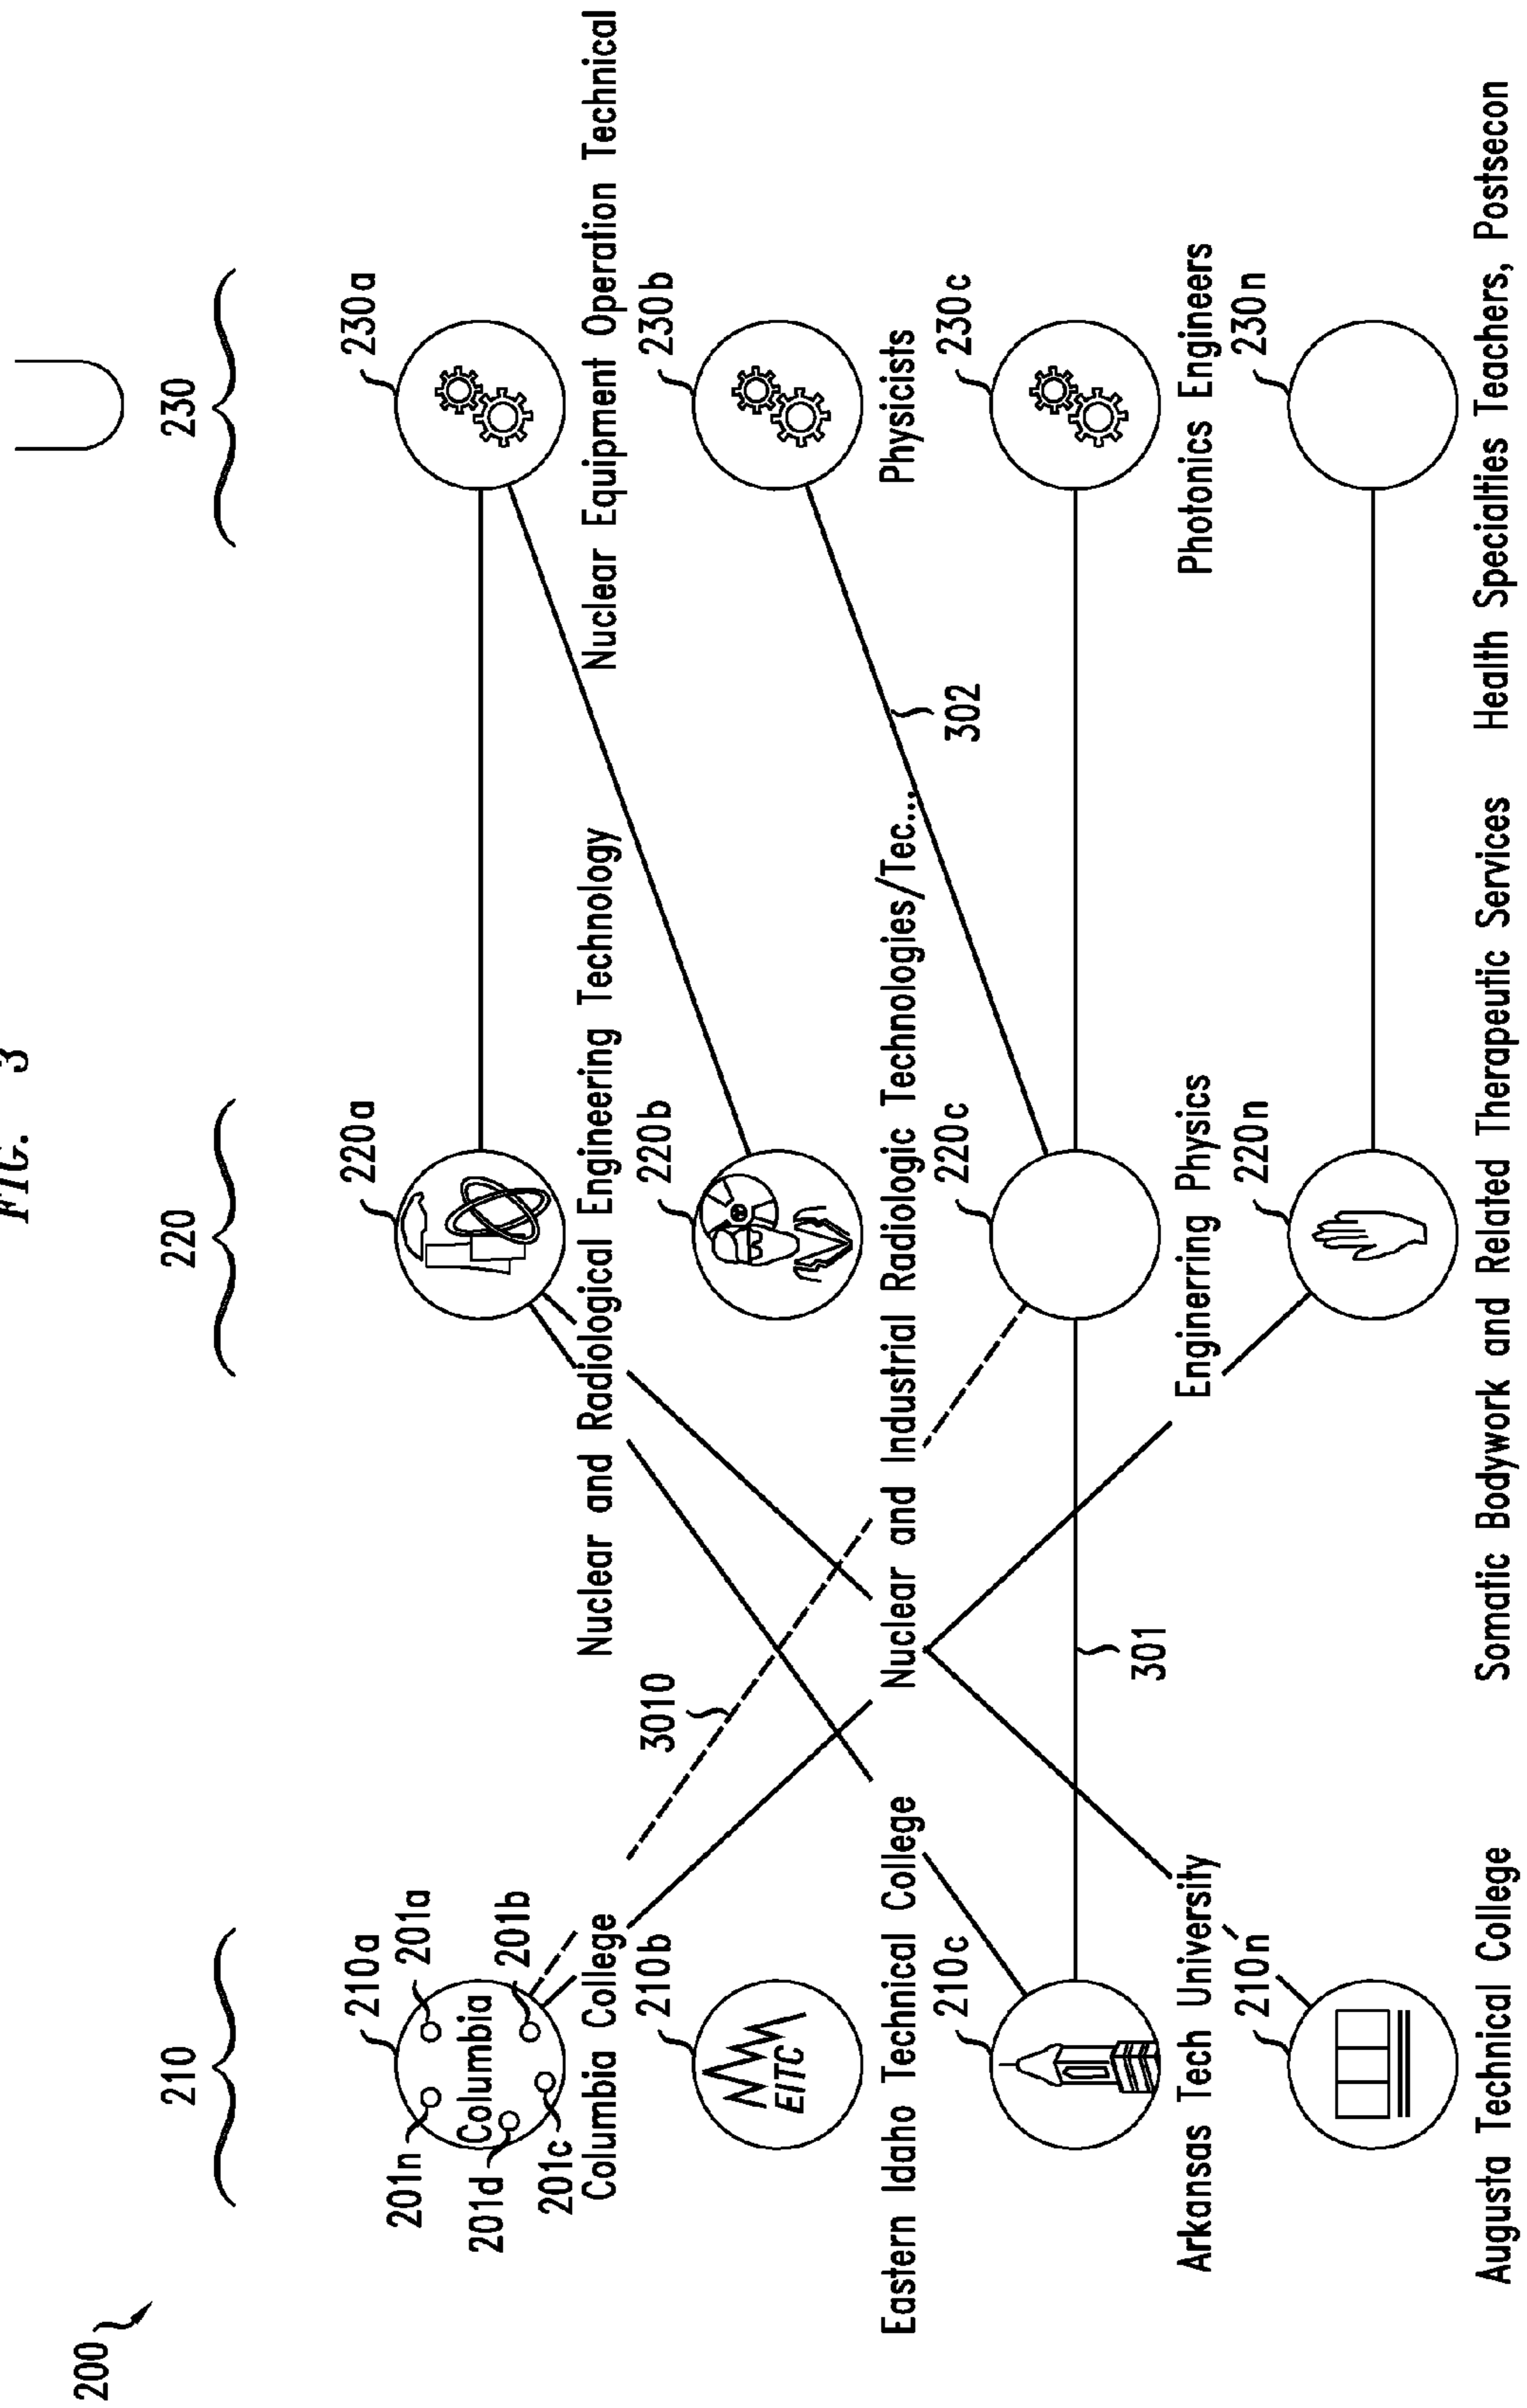 FIG. 3
200
210
220
230
210a
201a
201n
Columbia
201b
201d
201c
Columbia College
220a
Nuclear and Radiological Engineering Technology
230a
Nuclear Equipment Operation Technical
3010
210b
EITC
Eastern Idaho Technical College
220b
Nuclear and Industrial Radiologic Technologies/Tec...
230b
Physicists
302
210c
Arkansas Tech University
301
220c
Enginerring Physics
230c
Photonics Engineers
210n
Augusta Technical College
220n
Somatic Bodywork and Related Therapeutic Services
230n
Health Specialties Teachers, Postsecon